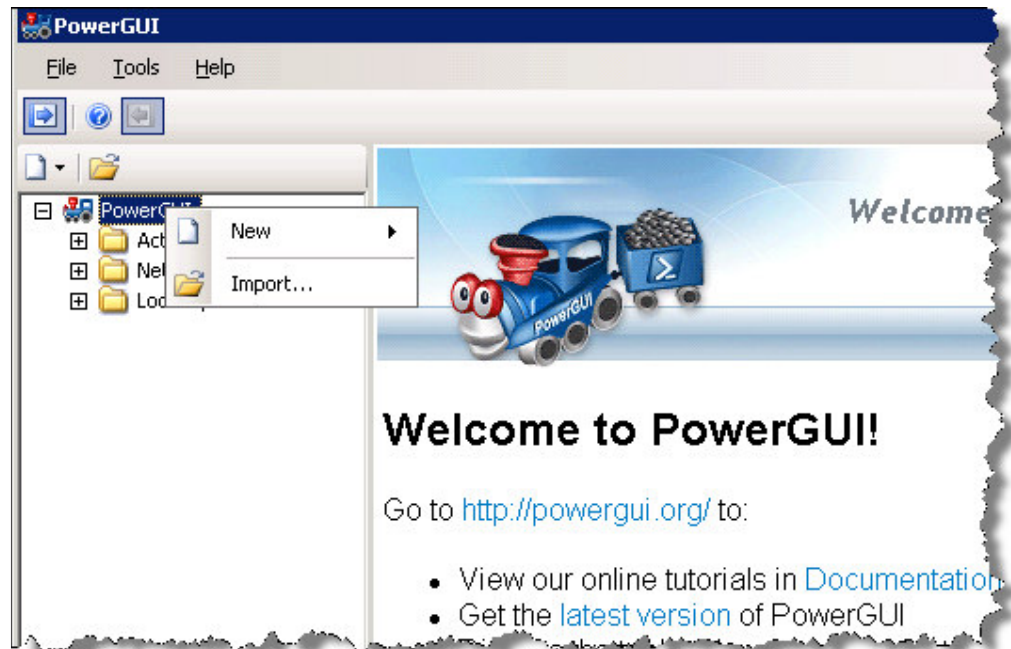 PowerGUI
File Tools Help
PowerGUI
New
Import...
Welcome
PowerGUI
Welcome to PowerGUI!
Go to http://powergui.org/ to:
• View our online tutorials in Documentation
• Get the latest version of PowerGUI